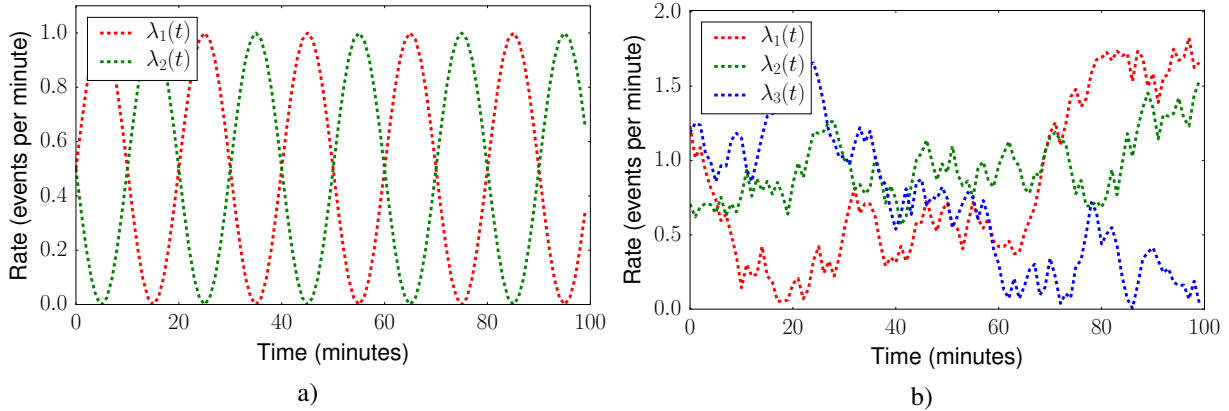 1.0
0.8
0.6
0.4
0.2
0.0
Rate (events per minute)
λ₁(t)
λ₂(t)
0 20 40 60 80 100
Time (minutes)
a)
2.0
1.5
1.0
0.5
0.0
Rate (events per minute)
λ₁(t)
λ₂(t)
λ₃(t)
0 20 40 60 80 100
Time (minutes)
b)